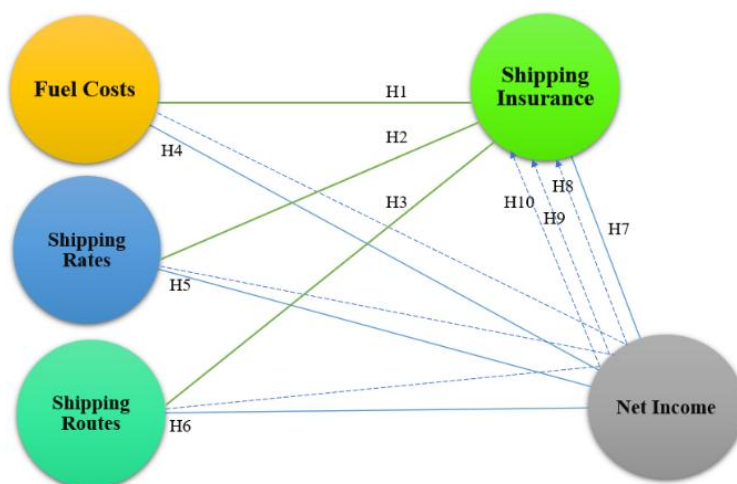 Fuel Costs
Shipping
Insurance
H1
H2
H4
H3
H8
H10
H9
H7
Shipping
Rates
H5
Shipping
Routes
H6
Net Income